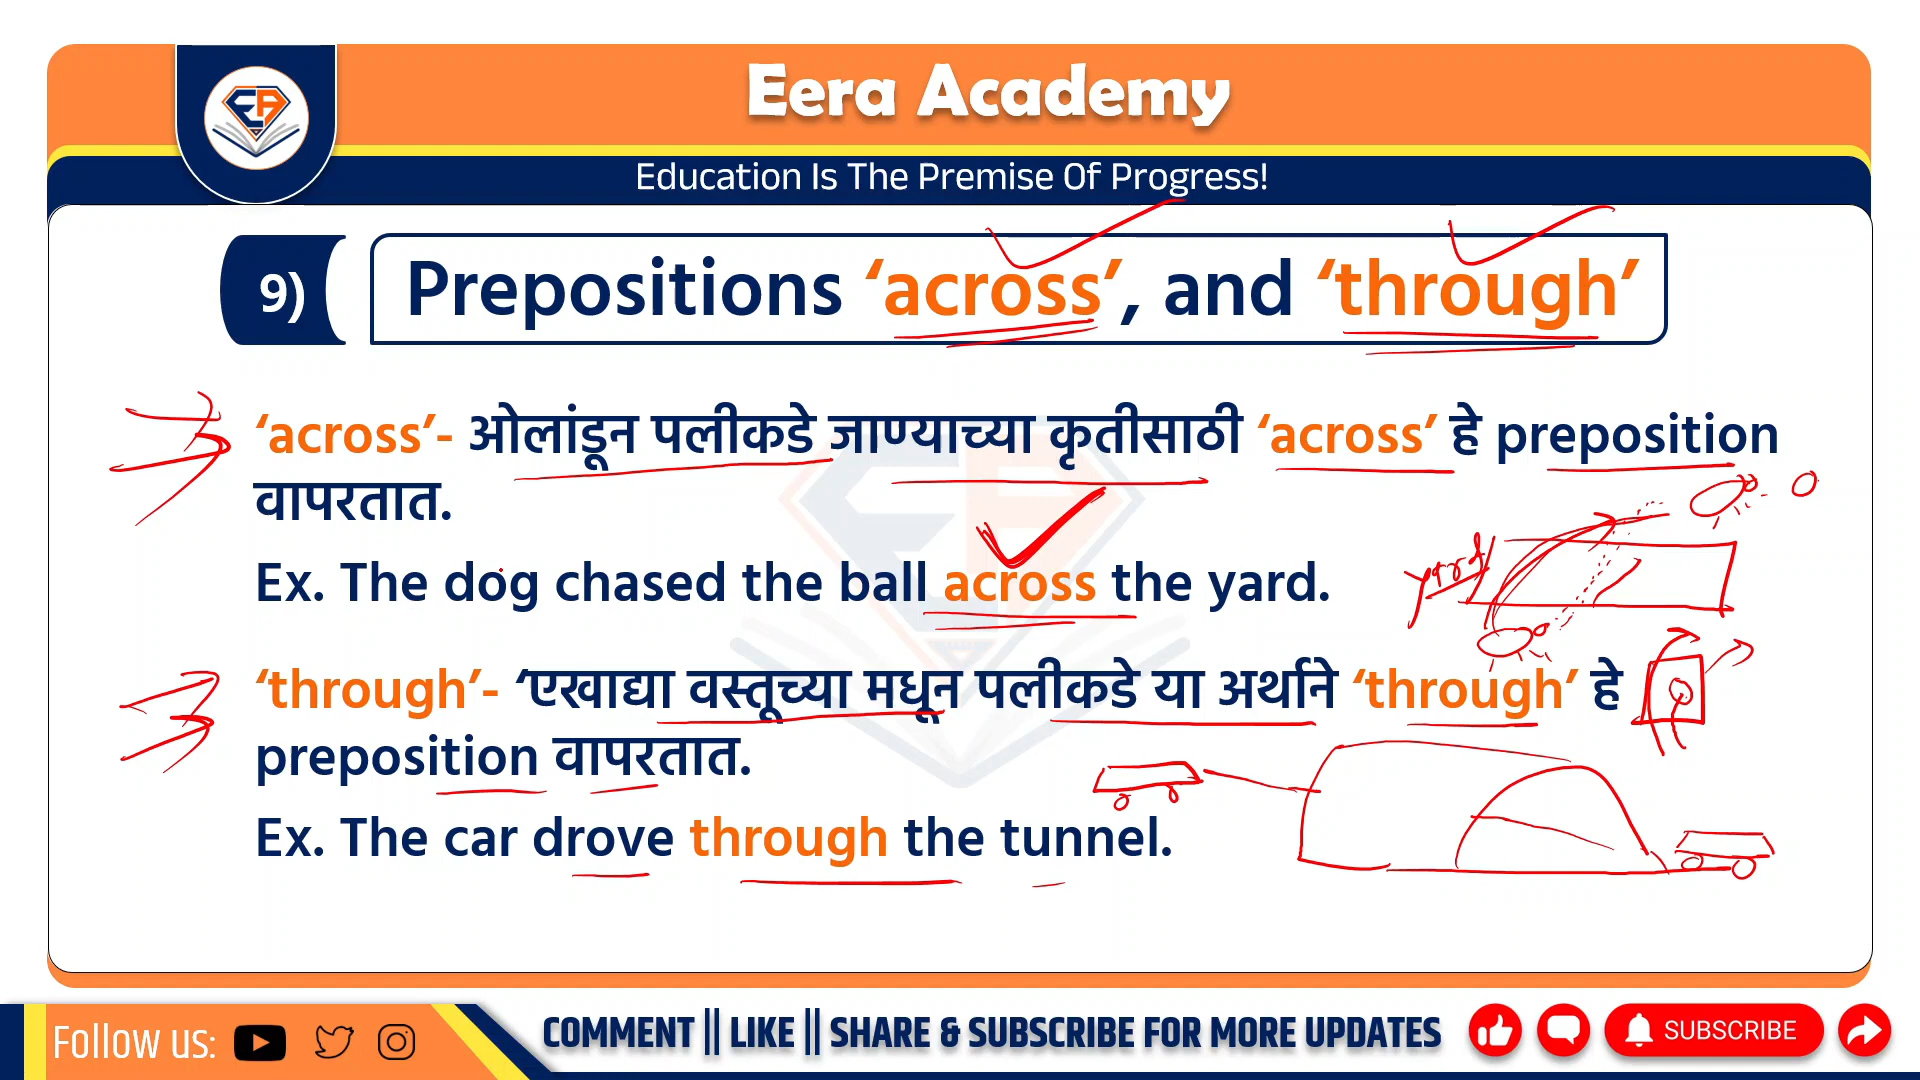 Eera Academy
Education Is The Premise Of Progress!
9)
Prepositions ‘across’, and ‘through’
‘across’- ओलांडून पलीकडे जाण्याच्या कृतीसाठी ‘across’ हे preposition
वापरतात.
Ex. The dog chased the ball across the yard.
yard
‘through’- ‘एखाद्या वस्तूच्या मधून पलीकडे या अर्थाने ‘through’ हे
preposition वापरतात.
Ex. The car drove through the tunnel.
Follow us:
COMMENT || LIKE || SHARE & SUBSCRIBE FOR MORE UPDATES
SUBSCRIBE